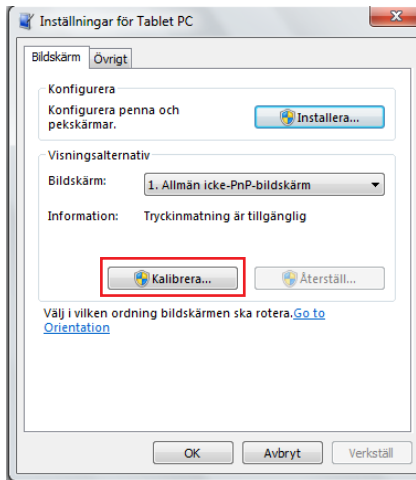 Inställningar för Tablet PC
Bildskärm Övrigt
Konfigurera
Konfigurera penna och
pekskärmar.
Installera...
Visningsalternativ
Bildskärm: 1. Allmän icke-PnP-bildskärm
Information: Tryckinmatning är tillgänglig
Kalibrera... Återställ...
Välj i vilken ordning bildskärmen ska rotera.Go to
Orientation
OK Avbryt Verkställ